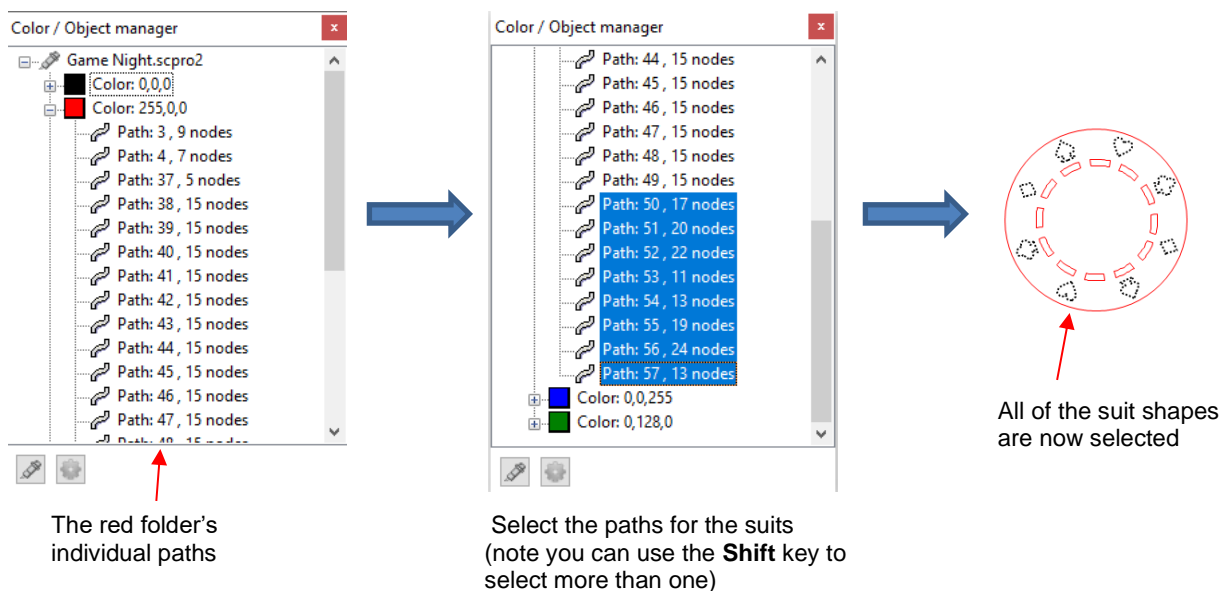 Color / Object manager
x
Game Night.scpro2
Color: 0,0,0
Color: 255,0,0
Path: 3 , 9 nodes
Path: 4 , 7 nodes
Path: 37 , 5 nodes
Path: 38 , 15 nodes
Path: 39 , 15 nodes
Path: 40 , 15 nodes
Path: 41 , 15 nodes
Path: 42 , 15 nodes
Path: 43 , 15 nodes
Path: 44 , 15 nodes
Path: 45 , 15 nodes
Path: 46 , 15 nodes
Path: 47 , 15 nodes
Path: 48 , 15 nodes
The red folder's
individual paths
Color / Object manager
x
Path: 44 , 15 nodes
Path: 45 , 15 nodes
Path: 46 , 15 nodes
Path: 47 , 15 nodes
Path: 48 , 15 nodes
Path: 49 , 15 nodes
Path: 50 , 17 nodes
Path: 51 , 20 nodes
Path: 52 , 22 nodes
Path: 53 , 11 nodes
Path: 54 , 13 nodes
Path: 55 , 19 nodes
Path: 56 , 24 nodes
Path: 57 , 13 nodes
Color: 0,0,255
Color: 0,128,0
Select the paths for the suits
(note you can use the Shift key to
select more than one)
All of the suit shapes
are now selected